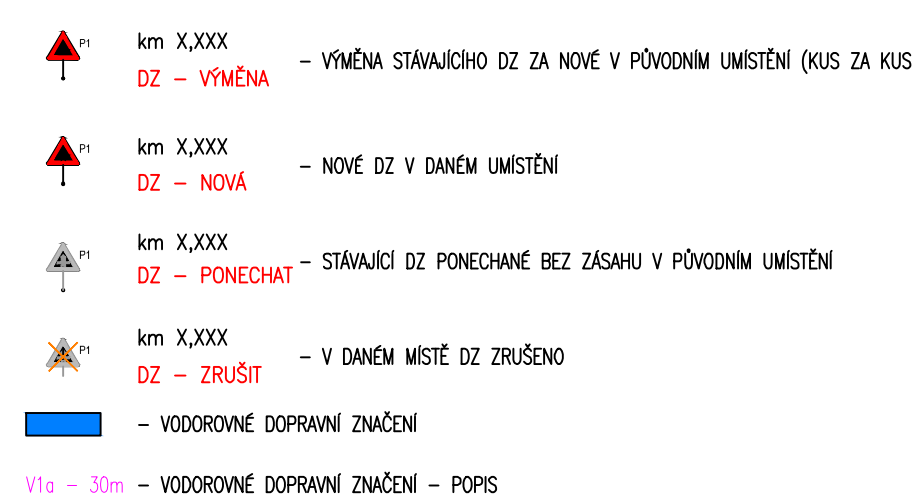 P1 km X,XXX
DZ – VÝMĚNA – VÝMĚNA STÁVAJÍCÍHO DZ ZA NOVÉ V PŮVODNÍM UMÍSTĚNÍ (KUS ZA KUS
P1 km X,XXX
DZ – NOVÁ – NOVÉ DZ V DANÉM UMÍSTĚNÍ
P1 km X,XXX
DZ – PONECHAT – STÁVAJÍCÍ DZ PONECHANÉ BEZ ZÁSAHU V PŮVODNÍM UMÍSTĚNÍ
P1 km X,XXX
DZ – ZRUŠIT – V DANÉM MÍSTĚ DZ ZRUŠENO
– VODOROVNÉ DOPRAVNÍ ZNAČENÍ
V1a – 30m – VODOROVNÉ DOPRAVNÍ ZNAČENÍ – POPIS